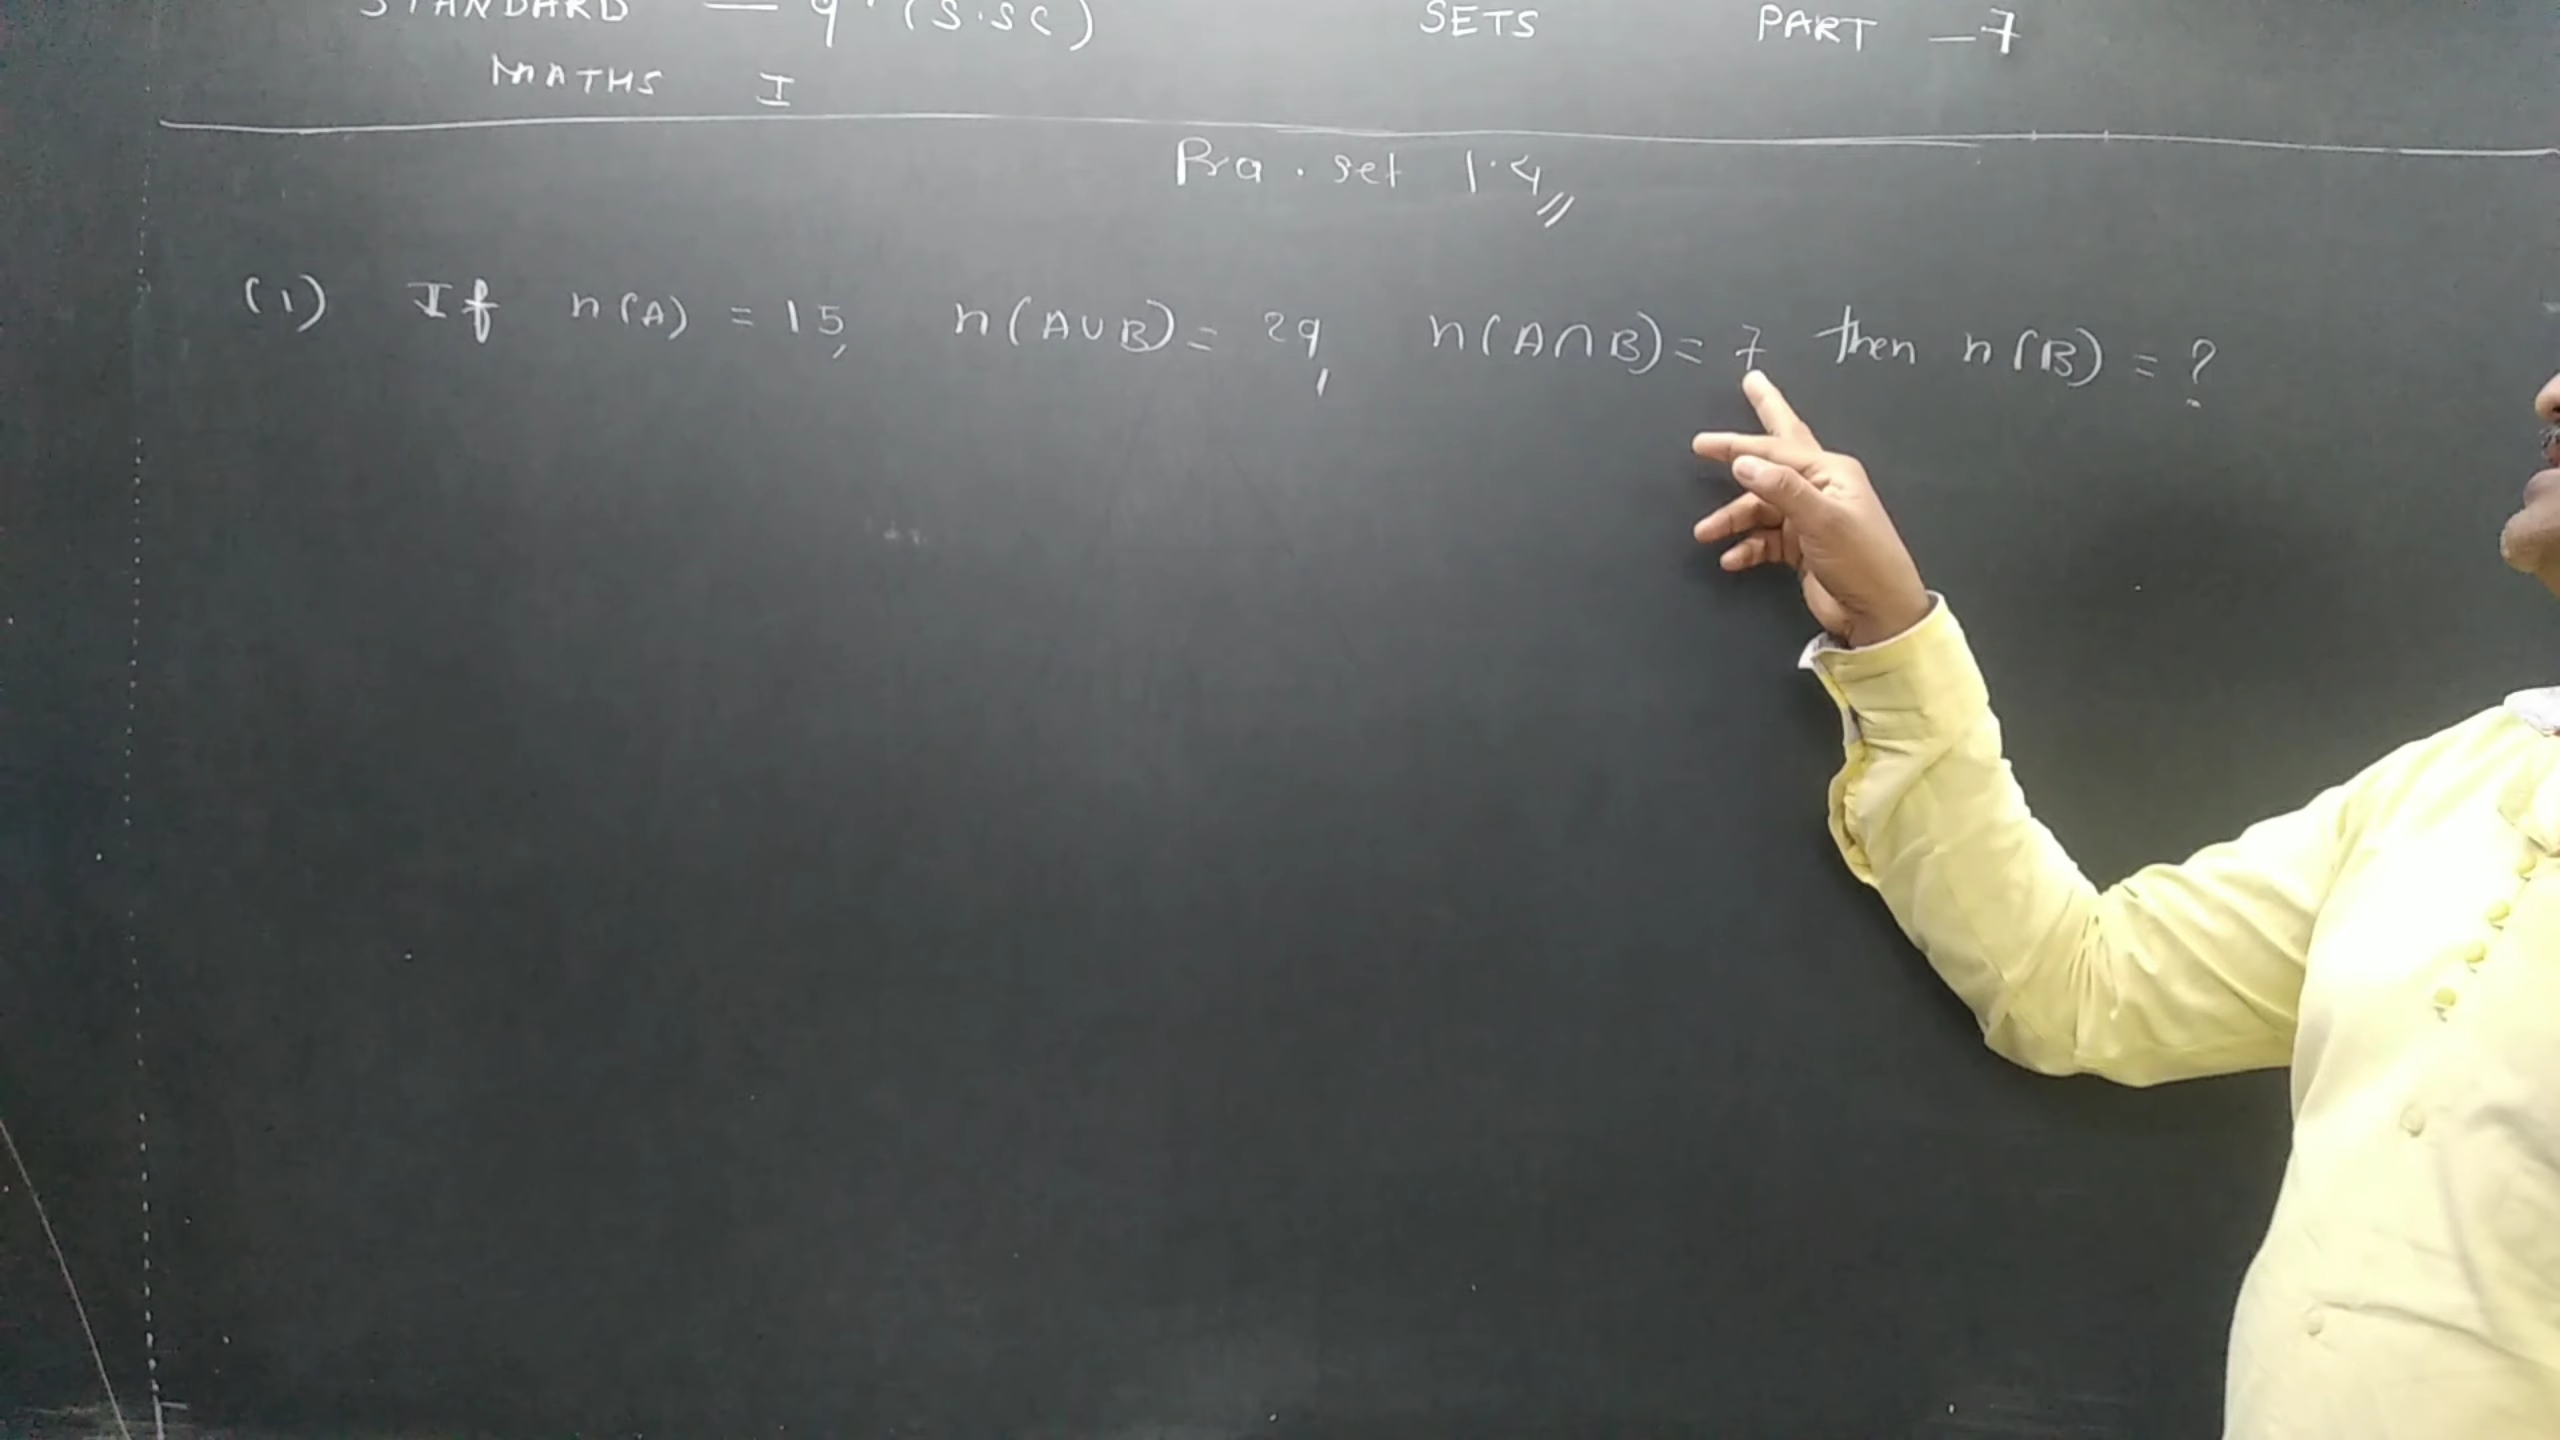 STANDARD — 9. (S.SC) SETS PART - 7
MATHS I
Pra. set 1.4
(1) If n(A) = 15, n(A∪B) = 29, n(A∩B) = 7 then n(B) = ?